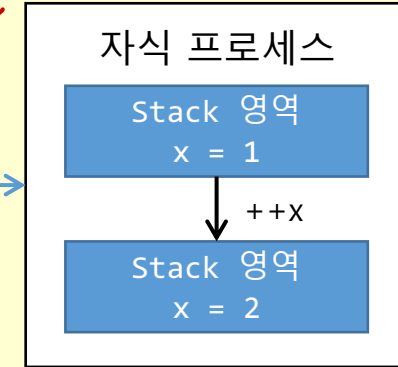 자식 프로세스
Stack 영역
x = 1
++x
Stack 영역
x = 2